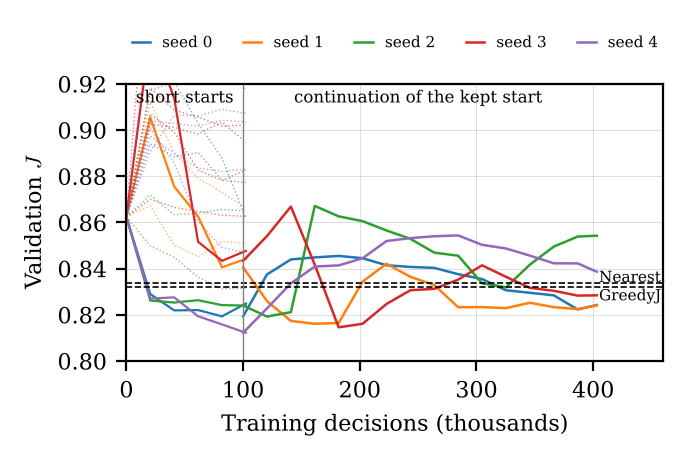 seed 0 seed 1 seed 2 seed 3 seed 4
short starts continuation of the kept start
0.92
0.90
0.88
0.86
0.84
0.82
0.80
Validation J
Nearest
GreedyJ
0 100 200 300 400
Training decisions (thousands)